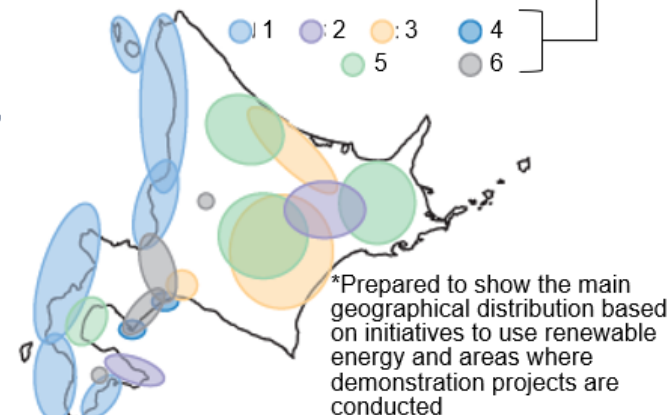 1 : 2 : 3 4
5 6
*Prepared to show the main
geographical distribution based
on initiatives to use renewable
energy and areas where
demonstration projects are
conducted